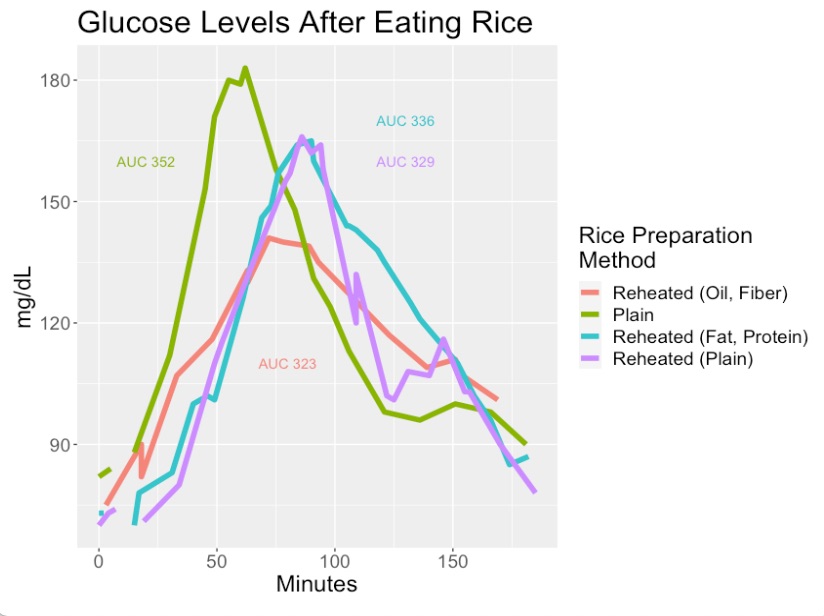 Glucose Levels After Eating Rice
180
150
120
90
mg/dL
AUC 352
AUC 336
AUC 329
AUC 323
0 50 100 150
Minutes
Rice Preparation
Method
Reheated (Oil, Fiber)
Plain
Reheated (Fat, Protein)
Reheated (Plain)